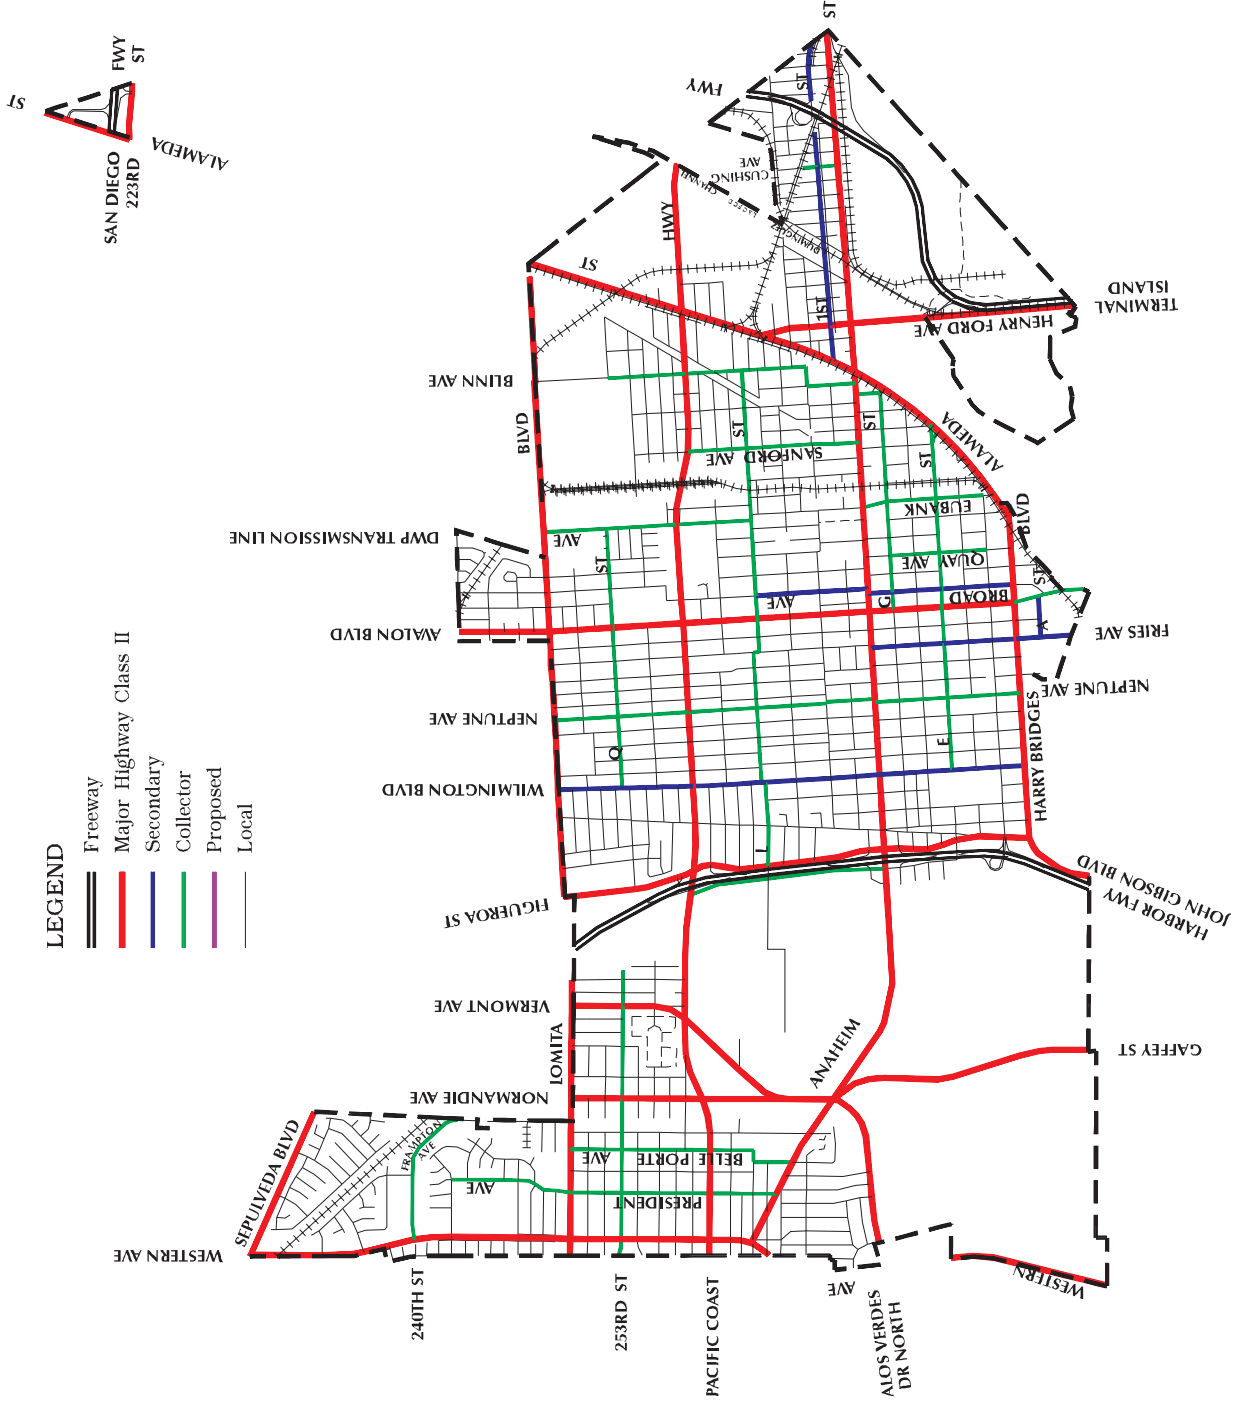 LEGEND
Freeway
Major Highway Class II
Secondary
Collector
Proposed
Local
ST
FWY
ST
SAN DIEGO
223RD
ALAMEDA
ST
FWY
ST
CUSHING
AVE
CHANNEL
DOMINGUEZ
HWY
ST
1ST
HENRY FORD AVE
TERMINAL
ISLAND
BLINN AVE
BLVD
ST
SANFORD AVE
ST
ST
ALAMEDA
DWP TRANSMISSION LINE
AVE
ST
EUBANK
QUAY AVE
BLVD
ST
AVALON BLVD
AVE
G
BROAD
A
FRIES AVE
NEPTUNE AVE
NEPTUNE AVE
Q
E
HARRY BRIDGES
WILMINGTON BLVD
L
FIGUEROA ST
JOHN GIBSON BLVD
HARBOR FWY
VERMONT AVE
LOMITA
ANAHEIM
GAFFEY ST
NORMANDIE AVE
SEPULVEDA BLVD
FRAMPTON
AVE
BELLE PORTE AVE
PRESIDENT
AVE
WESTERN AVE
240TH ST
253RD ST
PACIFIC COAST
AVE
ALOS VERDES
DR NORTH
WESTERN